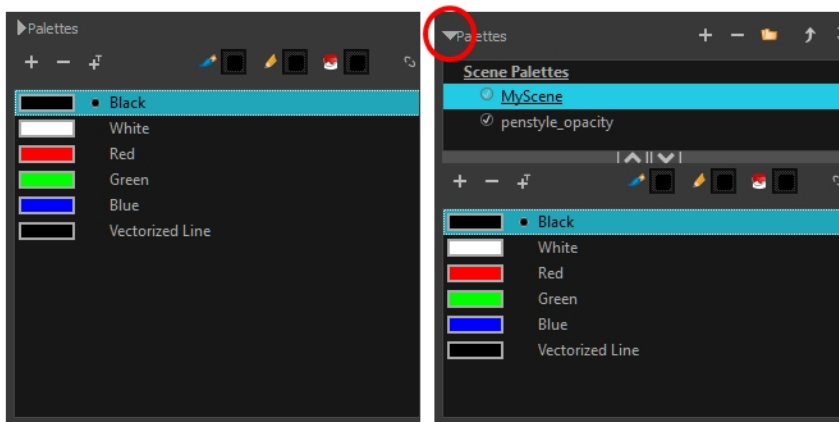 Palettes
Black
White
Red
Green
Blue
Vectorized Line
Palettes
Scene Palettes
MyScene
penstyle_opacity
Black
White
Red
Green
Blue
Vectorized Line